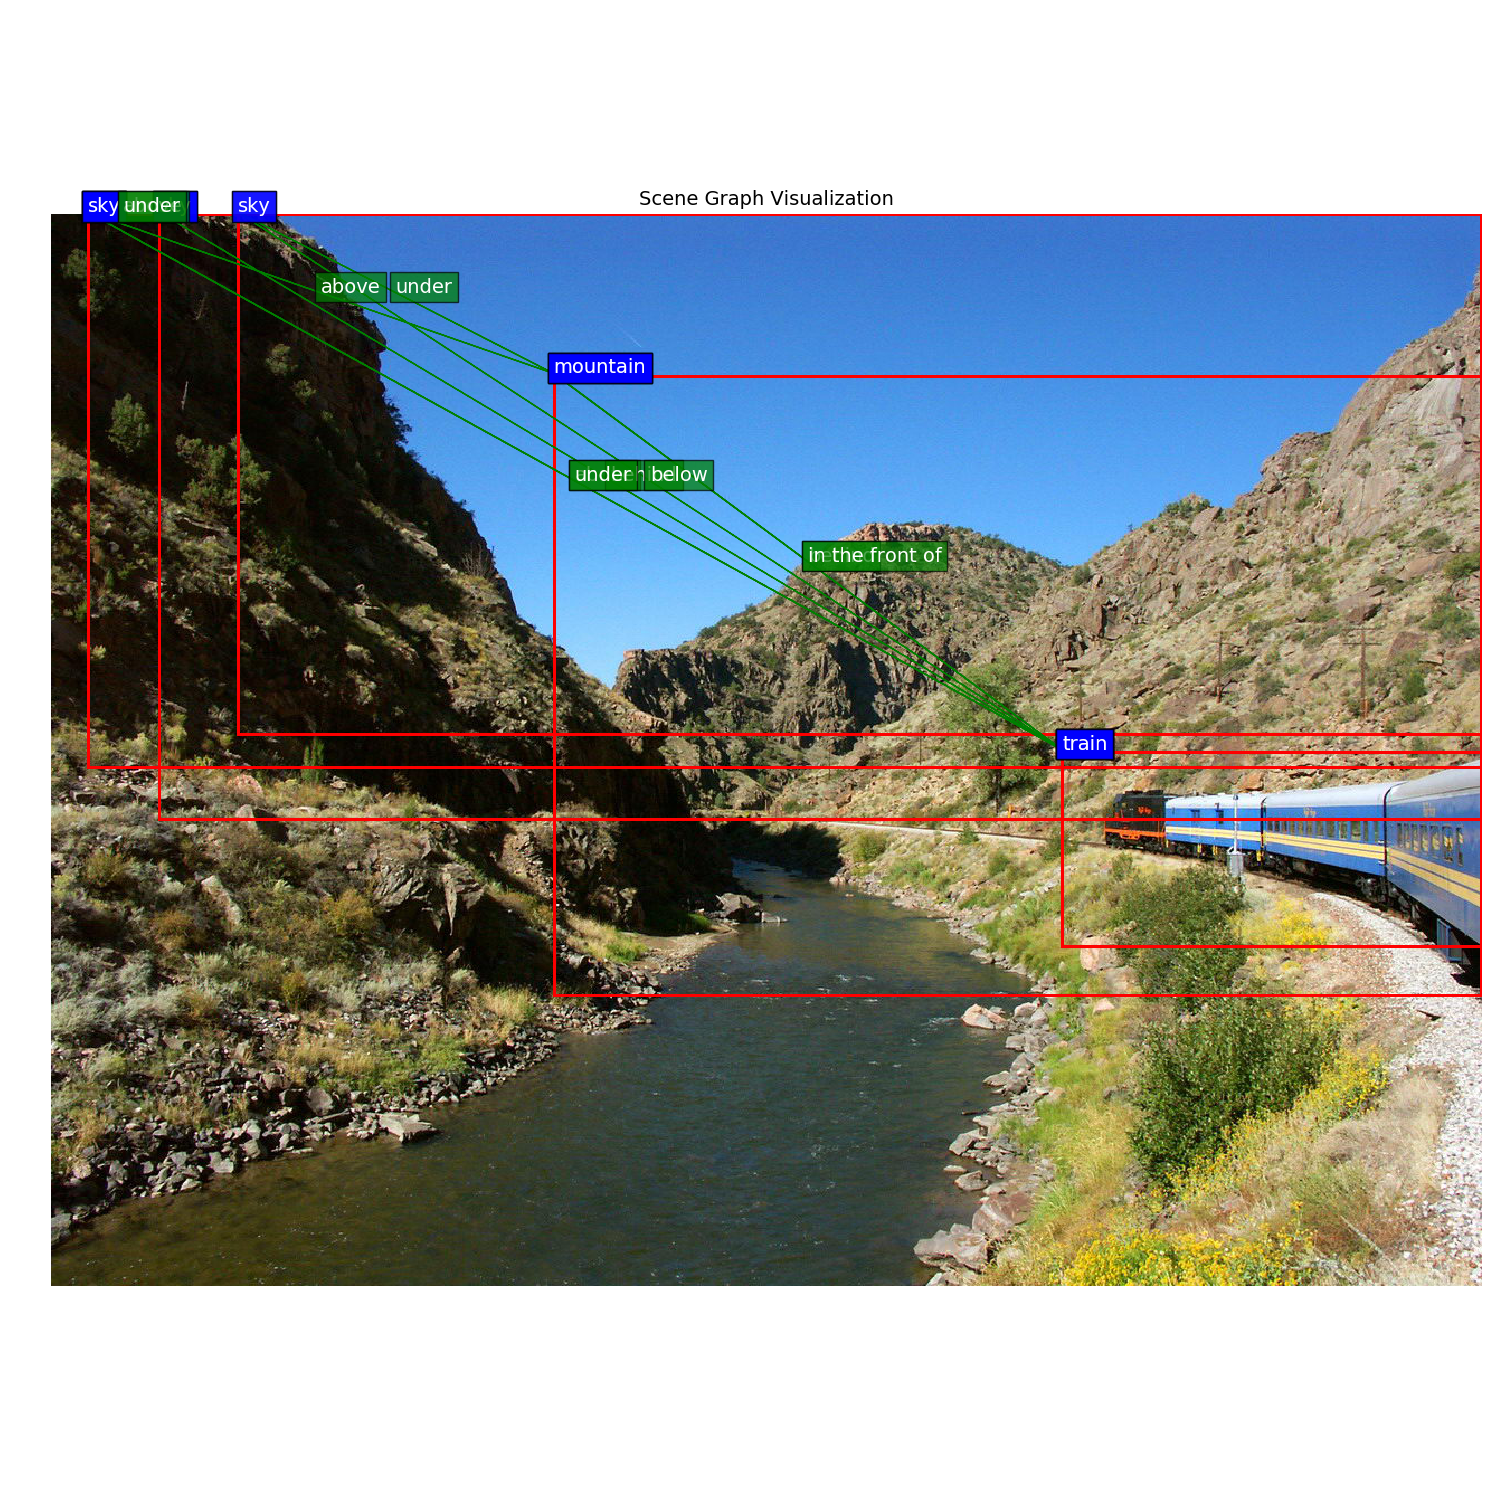 Scene Graph Visualization
sky
under
sky
above
under
mountain
under
below
in the front of
train